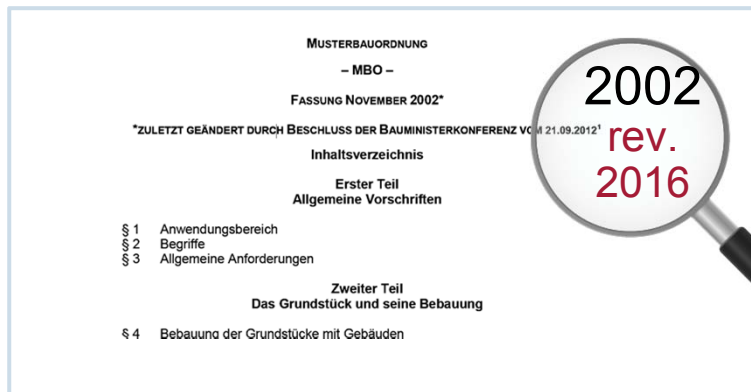 MUSTERBAUORDNUNG
– MBO –
FASSUNG NOVEMBER 2002*
*ZULETZT GEÄNDERT DURCH BESCHLUSS DER BAUMINISTERKONFERENZ VOM 21.09.2012¹
Inhaltsverzeichnis
Erster Teil
Allgemeine Vorschriften
§ 1 Anwendungsbereich
§ 2 Begriffe
§ 3 Allgemeine Anforderungen
Zweiter Teil
Das Grundstück und seine Bebauung
§ 4 Bebauung der Grundstücke mit Gebäuden
2002
rev.
2016